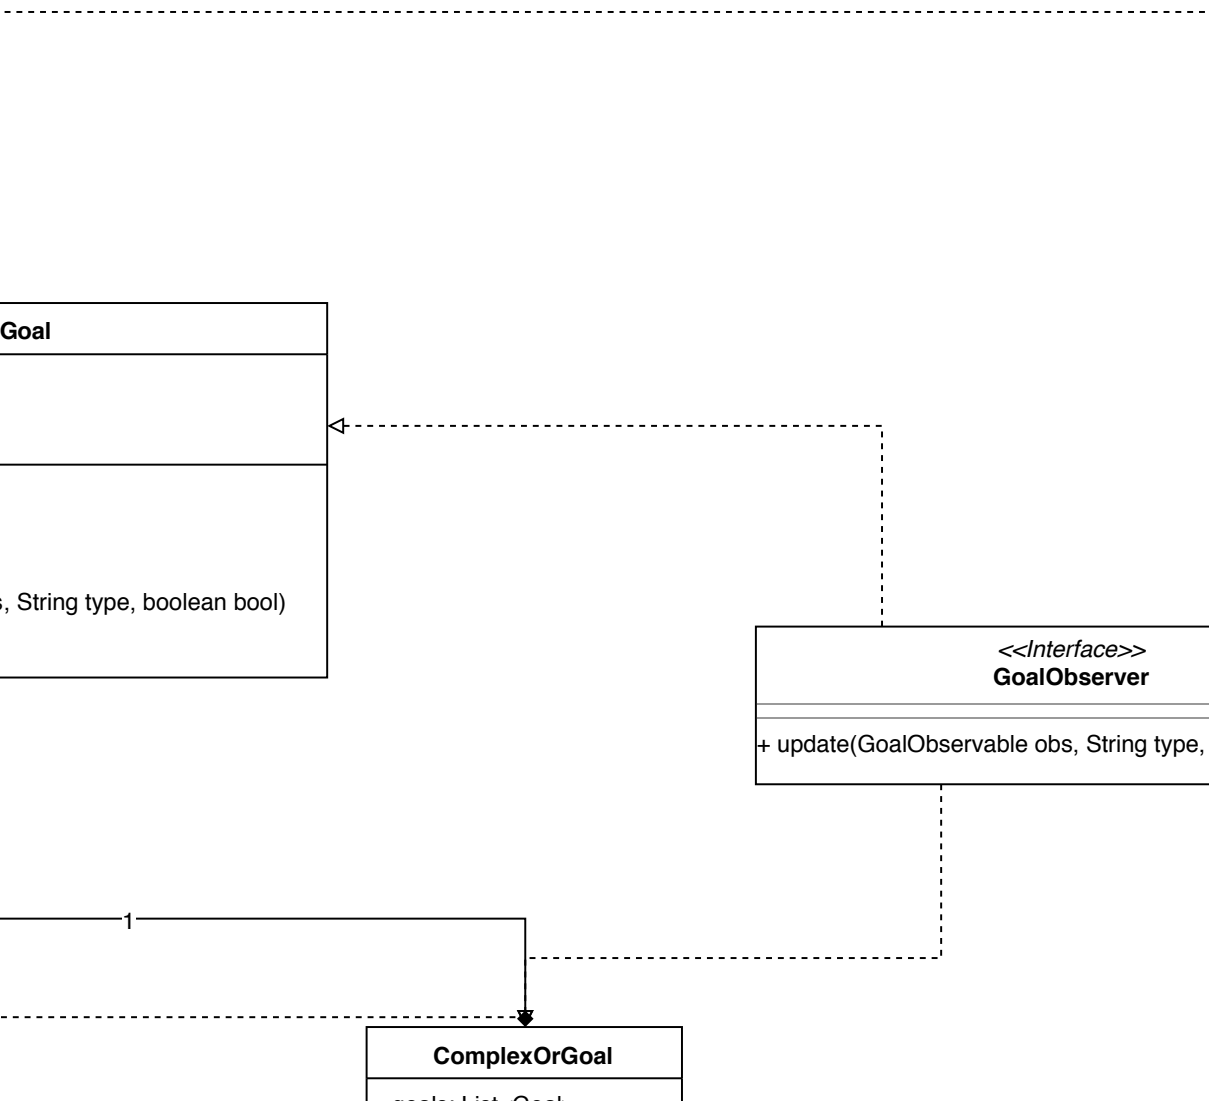 Goal
, String type, boolean bool)
<<Interface>>
GoalObserver
+ update(GoalObservable obs, String type,
1
ComplexOrGoal